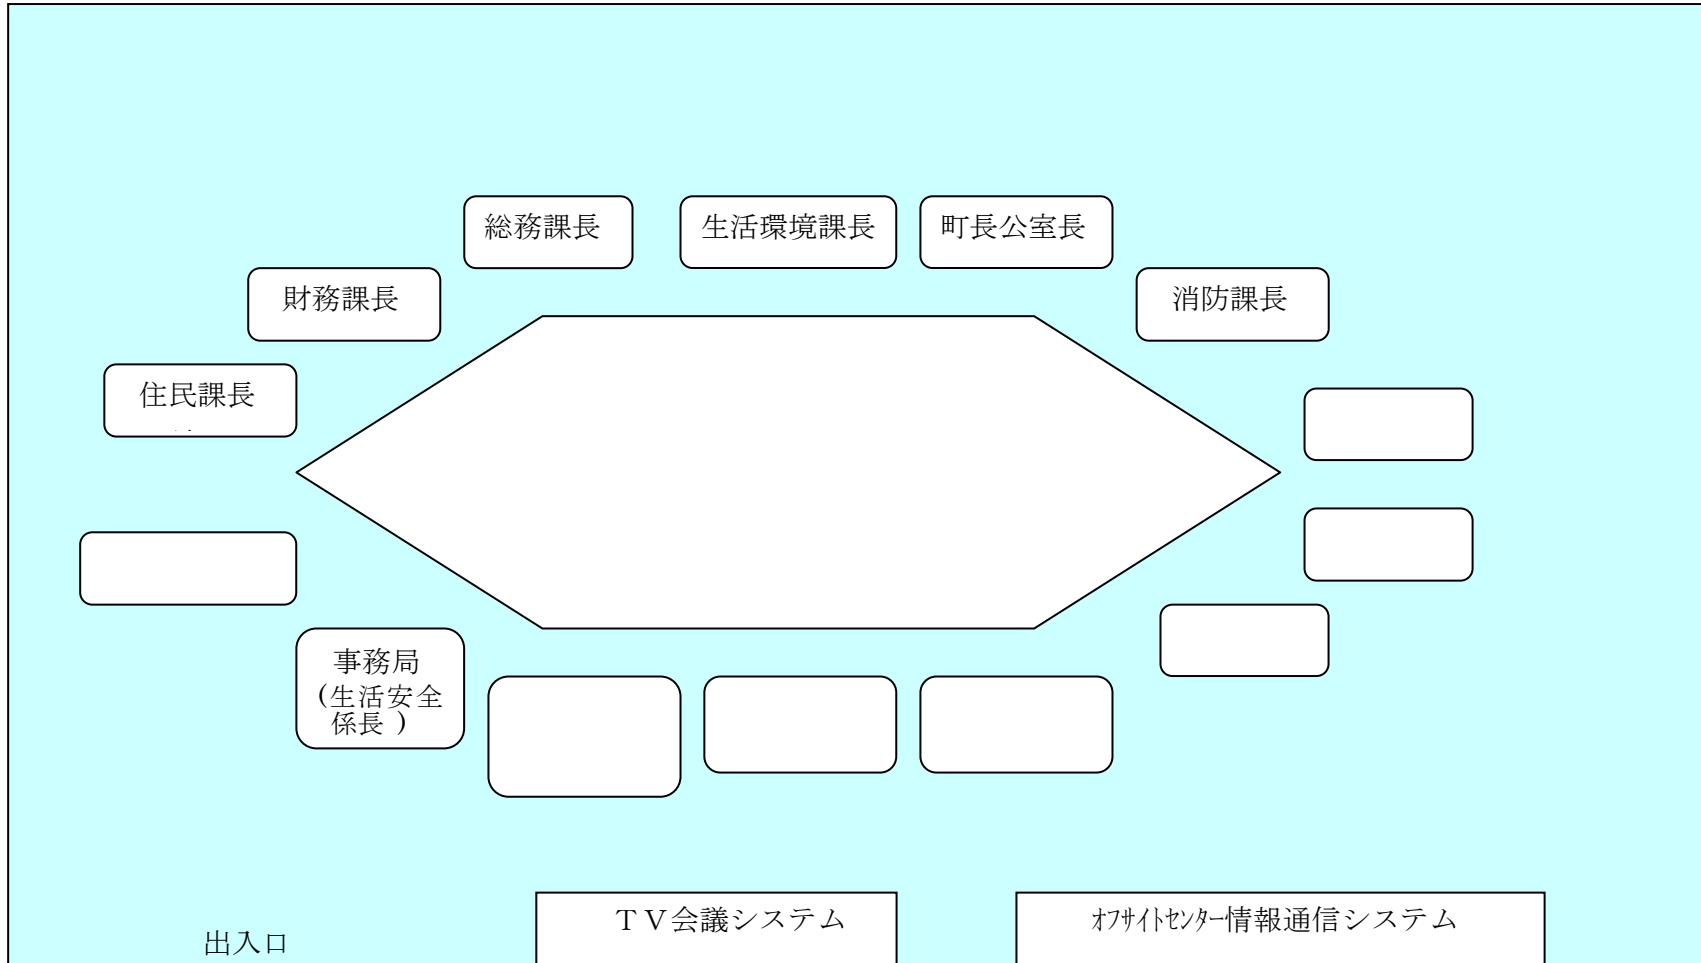 総務課長
生活環境課長
町長公室長
財務課長
消防課長
住民課長
事務局
(生活安全
係長 )
ＴＶ会議システム
ｵﾌｻｲﾄｾﾝﾀｰ情報通信システム
出入口